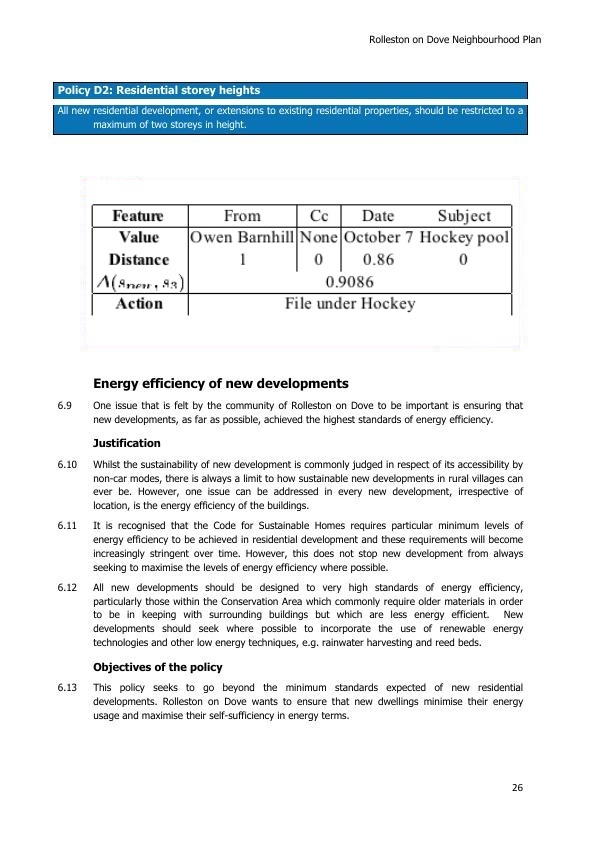 Rolleston on Dove Neighbourhood Plan
Policy D2: Residential storey heights
All new residential development, or extensions to existing residential properties, should be restricted to a
maximum of two storeys in height.
Feature From Cc Date Subject
Value Owen Barnhill None October 7 Hockey pool
Distance 1 0 0.86 0
Λ(snew, s3) 0.9086
Action File under Hockey
Energy efficiency of new developments
6.9 One issue that is felt by the community of Rolleston on Dove to be important is ensuring that
new developments, as far as possible, achieved the highest standards of energy efficiency.
Justification
6.10 Whilst the sustainability of new development is commonly judged in respect of its accessibility by
non-car modes, there is always a limit to how sustainable new developments in rural villages can
ever be. However, one issue can be addressed in every new development, irrespective of
location, is the energy efficiency of the buildings.
6.11 It is recognised that the Code for Sustainable Homes requires particular minimum levels of
energy efficiency to be achieved in residential development and these requirements will become
increasingly stringent over time. However, this does not stop new development from always
seeking to maximise the levels of energy efficiency where possible.
6.12 All new developments should be designed to very high standards of energy efficiency,
particularly those within the Conservation Area which commonly require older materials in order
to be in keeping with surrounding buildings but which are less energy efficient. New
developments should seek where possible to incorporate the use of renewable energy
technologies and other low energy techniques, e.g. rainwater harvesting and reed beds.
Objectives of the policy
6.13 This policy seeks to go beyond the minimum standards expected of new residential
developments. Rolleston on Dove wants to ensure that new dwellings minimise their energy
usage and maximise their self-sufficiency in energy terms.
26